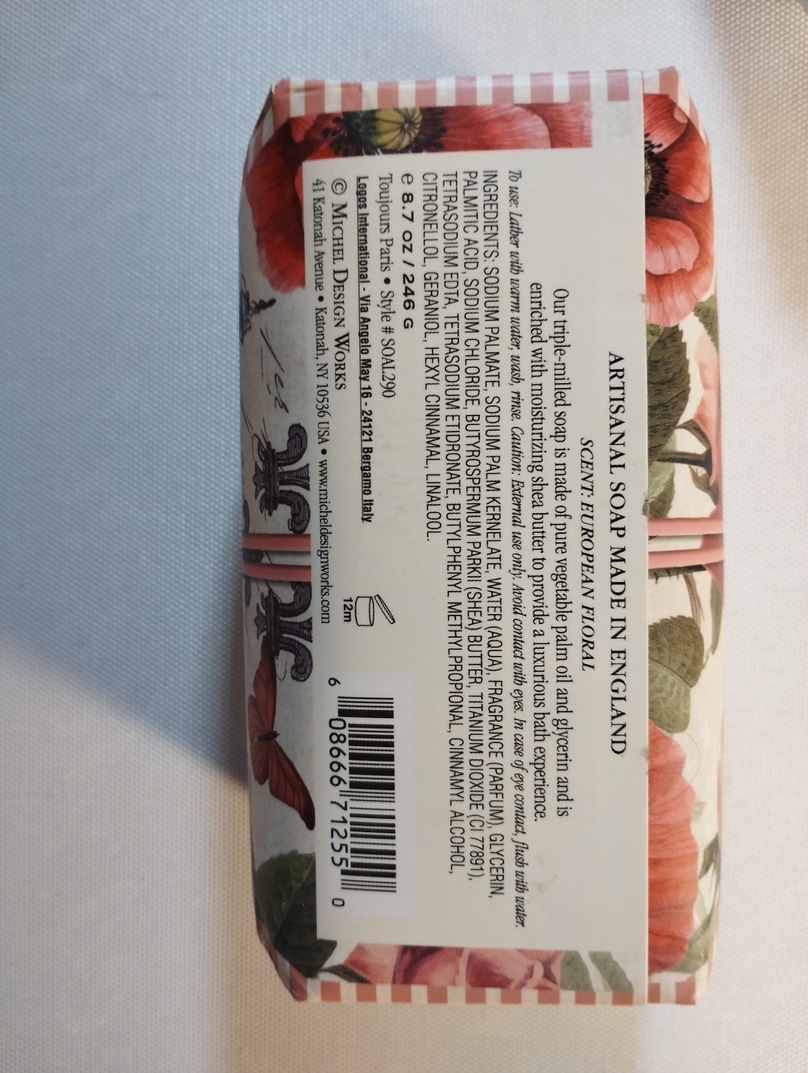 ARTISANAL SOAP MADE IN ENGLAND
SCENT: EUROPEAN FLORAL
Our triple-milled soap is made of pure vegetable palm oil and glycerin and is
enriched with moisturizing shea butter to provide a luxurious bath experience.
To use: Lather with warm water, wash, rinse. Caution: External use only. Avoid contact with eyes. In case of eye contact, flush with water.
INGREDIENTS: SODIUM PALMATE, SODIUM PALM KERNELATE, WATER (AQUA), FRAGRANCE (PARFUM), GLYCERIN,
PALMITIC ACID, SODIUM CHLORIDE, BUTYROSPERMUM PARKII (SHEA) BUTTER, TITANIUM DIOXIDE (CI 77891),
TETRASODIUM EDTA, TETRASODIUM ETIDRONATE, BUTYLPHENYL METHYLPROPIONAL, CINNAMYL ALCOHOL,
CITRONELLOL, GERANIOL, HEXYL CINNAMAL, LINALOOL.
e 8.7 OZ / 246 G
Toujours Paris • Style # SOAL290
Logos International - Via Angelo May 16 - 24121 Bergamo Italy
© MICHEL DESIGN WORKS
41 Katonah Avenue • Katonah, NY 10536 USA • www.micheldesignworks.com
12m
6 08666 71255 0